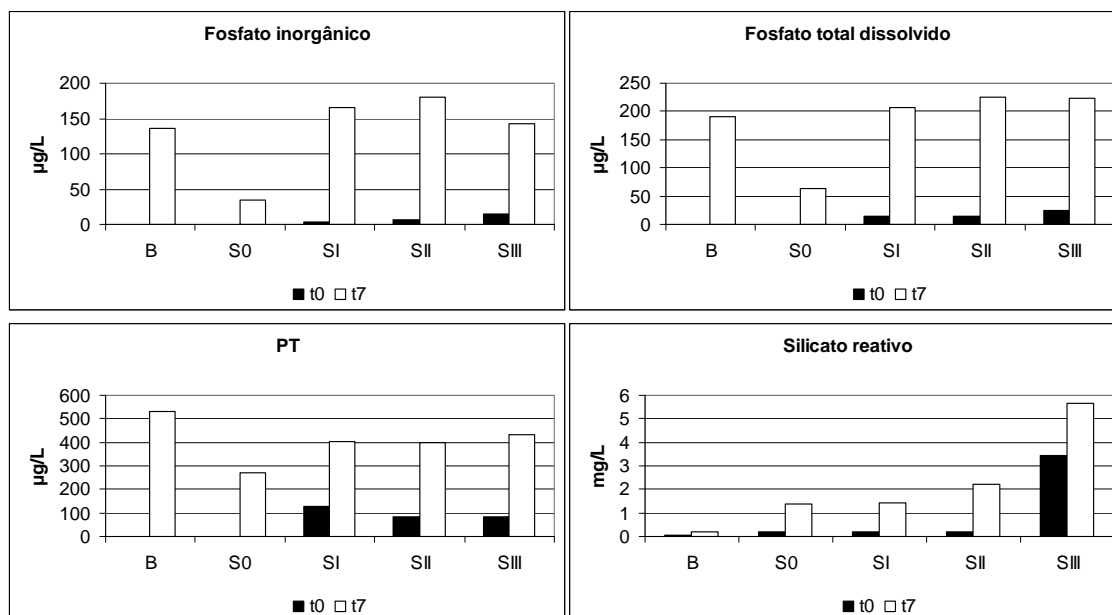 Fosfato inorgânico
200
150
100
50
0
µg/L
B S0 SI SII SIII
t0 t7
Fosfato total dissolvido
250
200
150
100
50
0
µg/L
B S0 SI SII SIII
t0 t7
PT
600
500
400
300
200
100
0
µg/L
B S0 SI SII SIII
t0 t7
Silicato reativo
6
5
4
3
2
1
0
mg/L
B S0 SI SII SIII
t0 t7